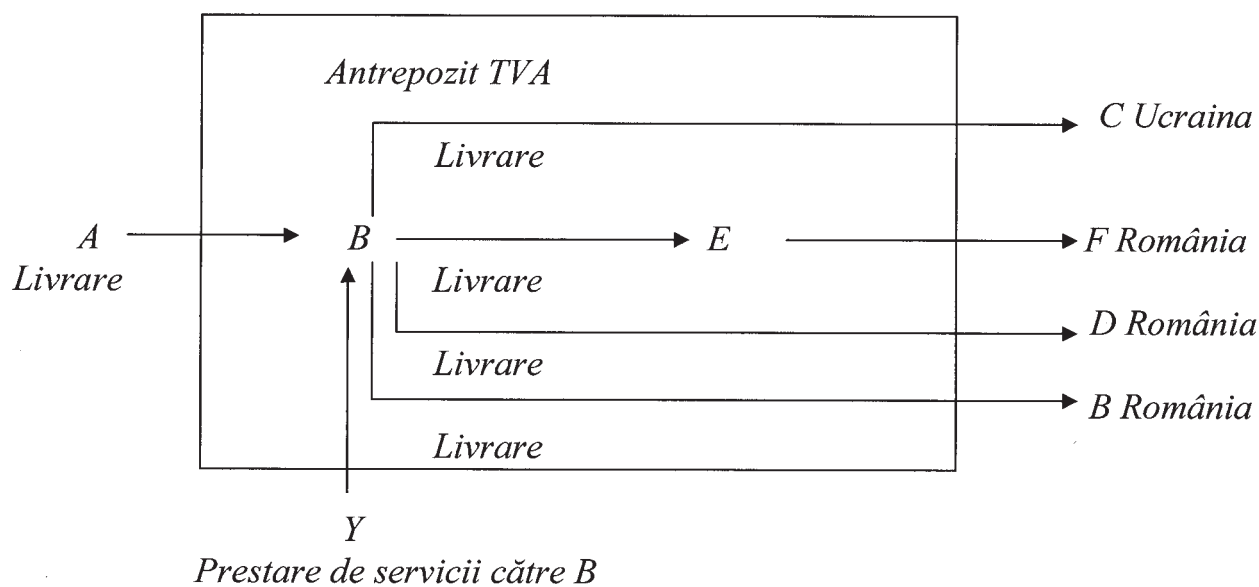 Antrepozit TVA
C Ucraina
Livrare
A
B
E
F România
Livrare
Livrare
D România
Livrare
B România
Livrare
Y
Prestare de servicii către B